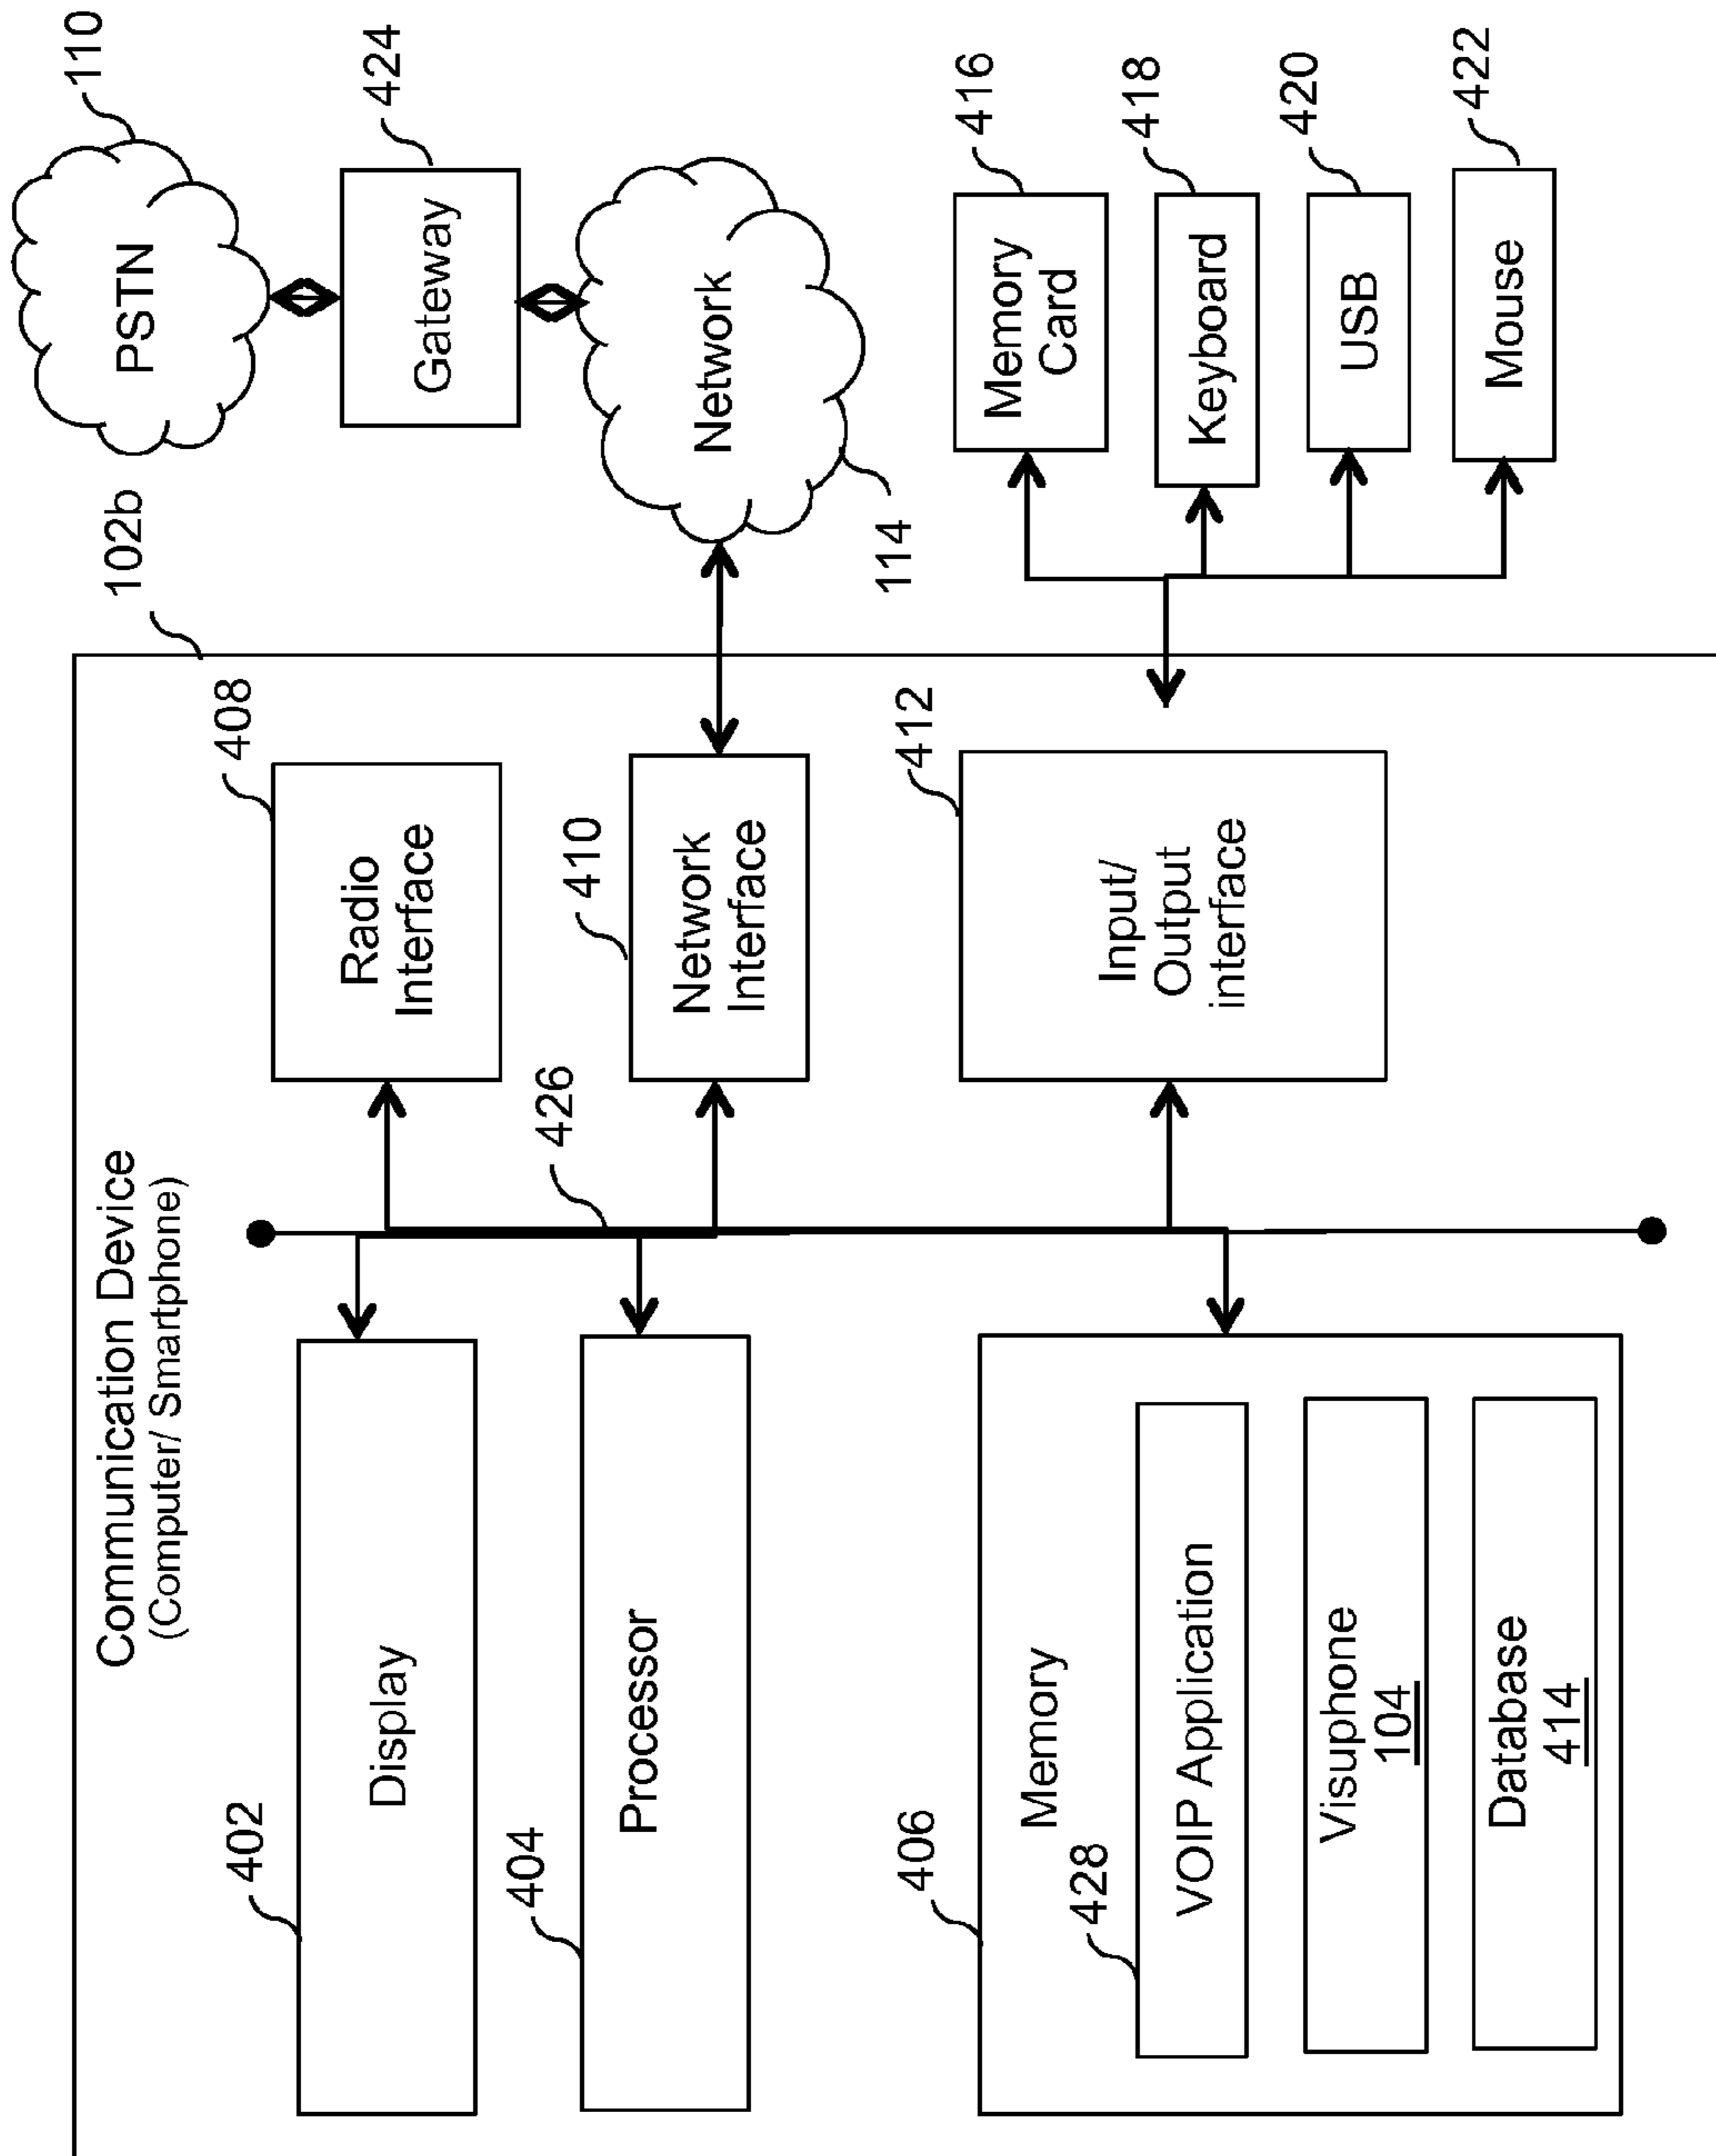 Communication Device
(Computer/ Smartphone)
102b
110
PSTN
402
Display
408
Radio
Interface
424
Gateway
426
404
Processor
410
Network
Interface
Network
114
406
Memory
428
VOIP Application
Visuphone
104
Database
414
412
Input/
Output
interface
416
Memory
Card
418
Keyboard
420
USB
422
Mouse